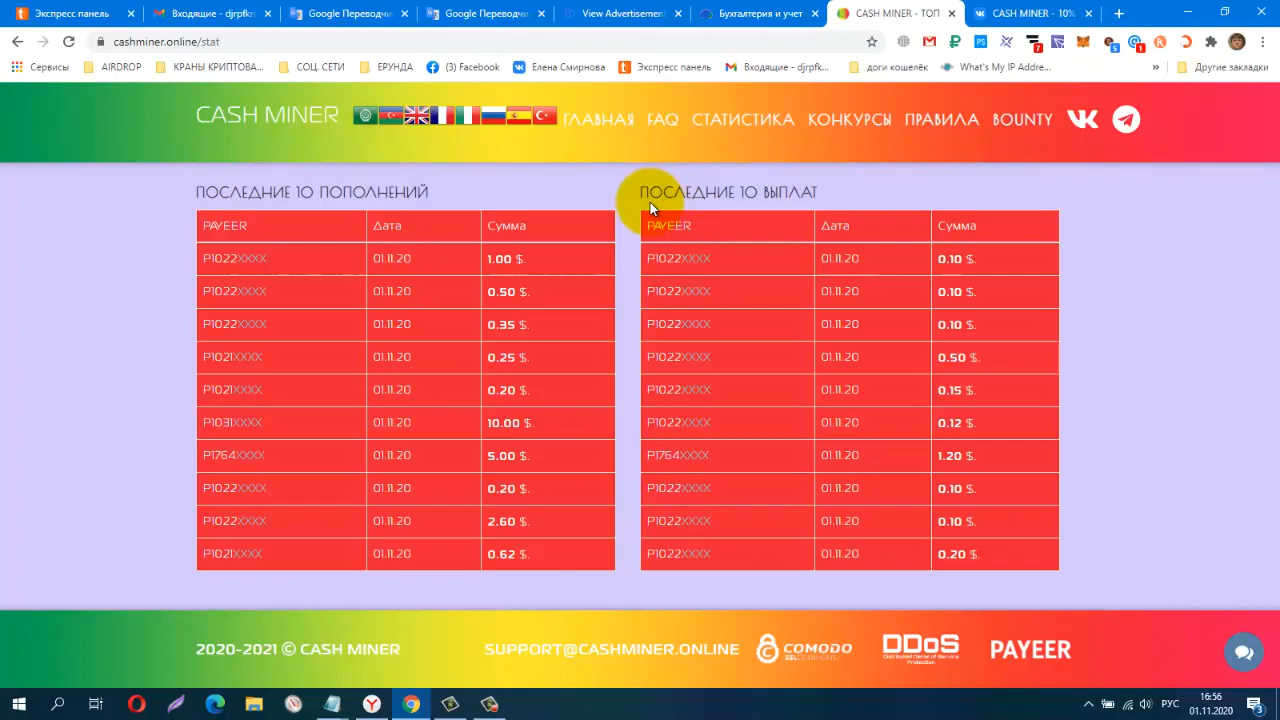 Экспресс панель
Входящие - djrpfk
Google Переводчи
Google Переводчи
View Advertisement
Бухгалтерия и учет
CASH MINER - ТОП
CASH MINER - 10%
cashminer.online/stat
Сервисы
AIRDROP
КРАНЫ КРИПТОВА...
СОЦ. СЕТИ
ЕРУНДА
(3) Facebook
Елена Смирнова
Экспресс панель
Входящие - djrpfk...
доги кошелёк
What's My IP Addre...
»
Другие закладки
CASH MINER
ГЛАВНАЯ
FAQ
СТАТИСТИКА
КОНКУРСЫ
ПРАВИЛА
BOUNTY
ПОСЛЕДНИЕ 10 ПОПОЛНЕНИЙ
PAYEER Дата Сумма
P1022XXXX 01.11.20 1.00 $.
P1022XXXX 01.11.20 0.50 $.
P1022XXXX 01.11.20 0.35 $.
P1021XXXX 01.11.20 0.25 $.
P1021XXXX 01.11.20 0.20 $.
P1031XXXX 01.11.20 10.00 $.
P1764XXXX 01.11.20 5.00 $.
P1022XXXX 01.11.20 0.20 $.
P1022XXXX 01.11.20 2.60 $.
P1021XXXX 01.11.20 0.62 $.
ПОСЛЕДНИЕ 10 ВЫПЛАТ
PAYEER Дата Сумма
P1022XXXX 01.11.20 0.10 $.
P1022XXXX 01.11.20 0.10 $.
P1022XXXX 01.11.20 0.10 $.
P1022XXXX 01.11.20 0.50 $.
P1022XXXX 01.11.20 0.15 $.
P1022XXXX 01.11.20 0.12 $.
P1764XXXX 01.11.20 1.20 $.
P1022XXXX 01.11.20 0.10 $.
P1022XXXX 01.11.20 0.10 $.
P1022XXXX 01.11.20 0.20 $.
2020-2021 © CASH MINER
SUPPORT@CASHMINER.ONLINE
COMODO
SSL CERTIFICATE
DDoS
Distributed Denial of Service
Protection
PAYEER
РУС
16:56
01.11.2020
3